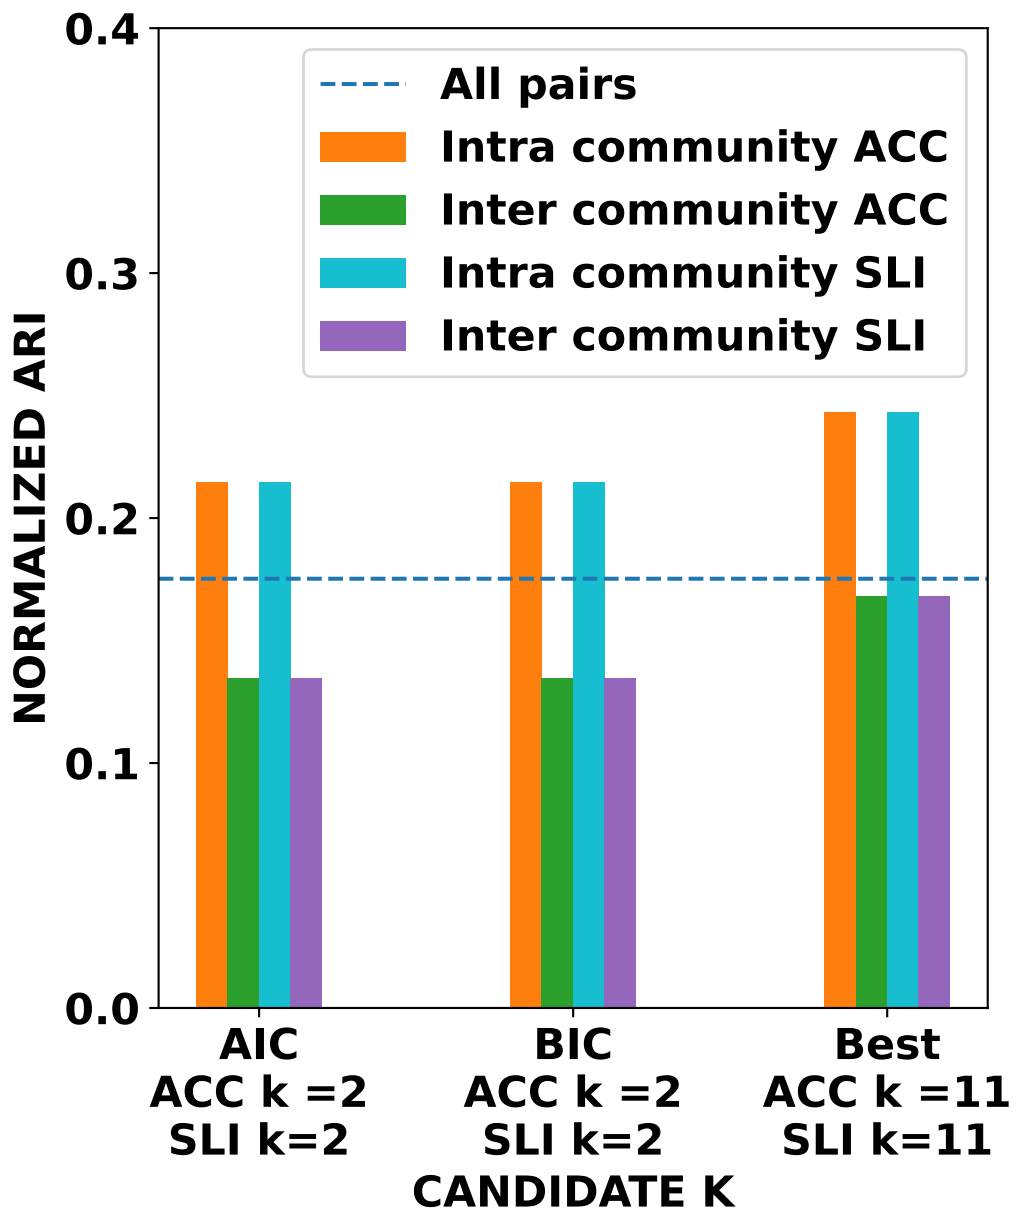 0.4
All pairs
Intra community ACC
Inter community ACC
Intra community SLI
Inter community SLI
0.3
0.2
0.1
0.0
NORMALIZED ARI
AIC
ACC k =2
SLI k=2
BIC
ACC k =2
SLI k=2
Best
ACC k =11
SLI k=11
CANDIDATE K